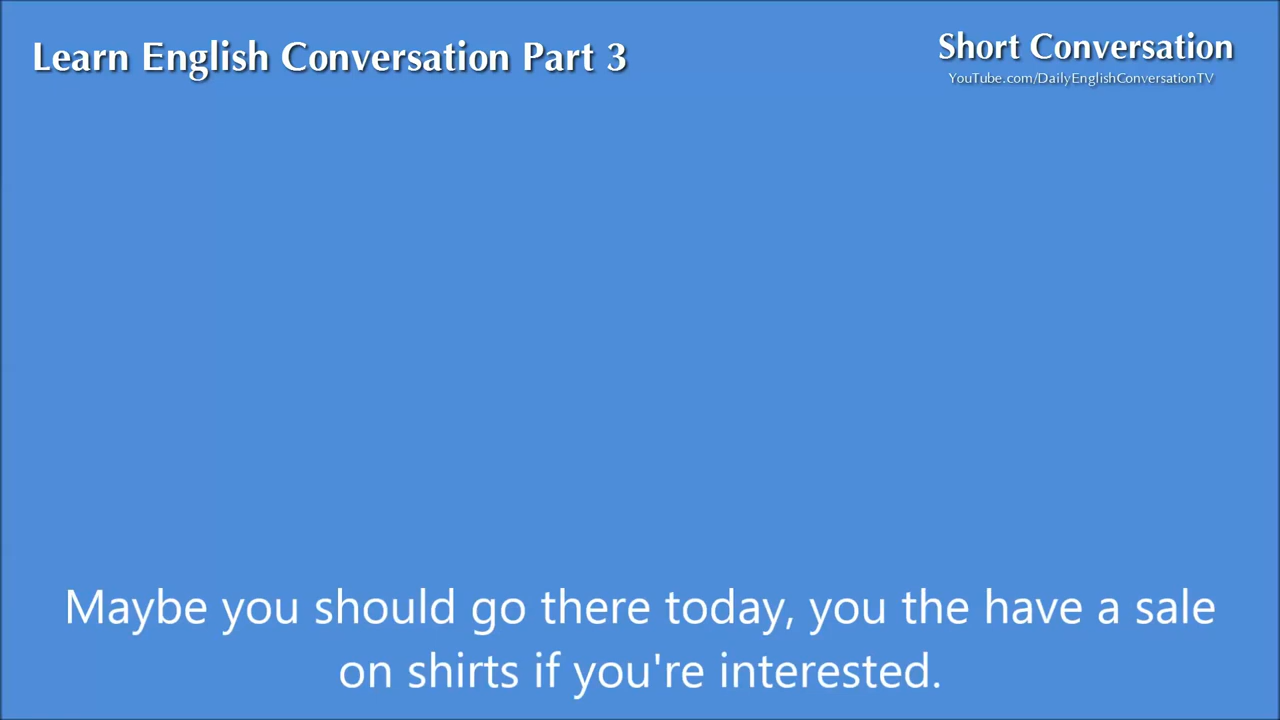 Learn English Conversation Part 3
Short Conversation
YouTube.com/DailyEnglishConversationTV
Maybe you should go there today, you the have a sale
on shirts if you're interested.